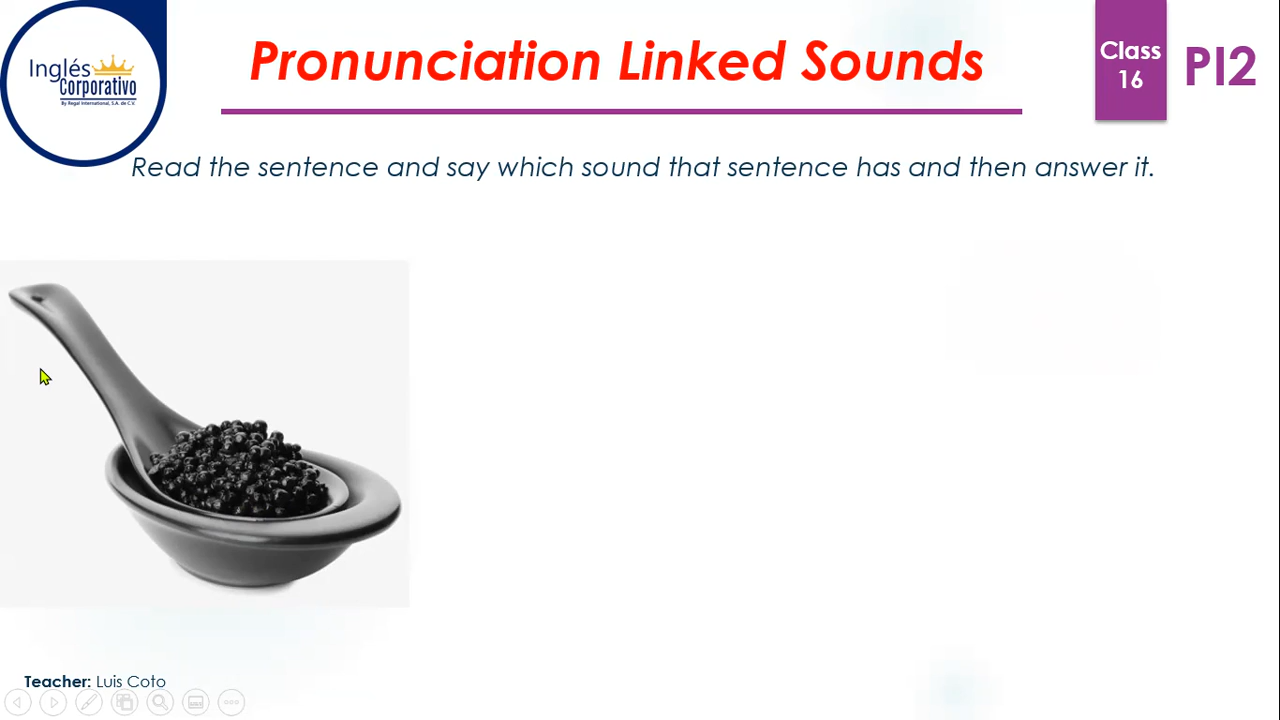 Inglés
Corporativo
By Regal International, S.A. de C.V.
Pronunciation Linked Sounds
Class
16
PI2
Read the sentence and say which sound that sentence has and then answer it.
Teacher: Luis Coto